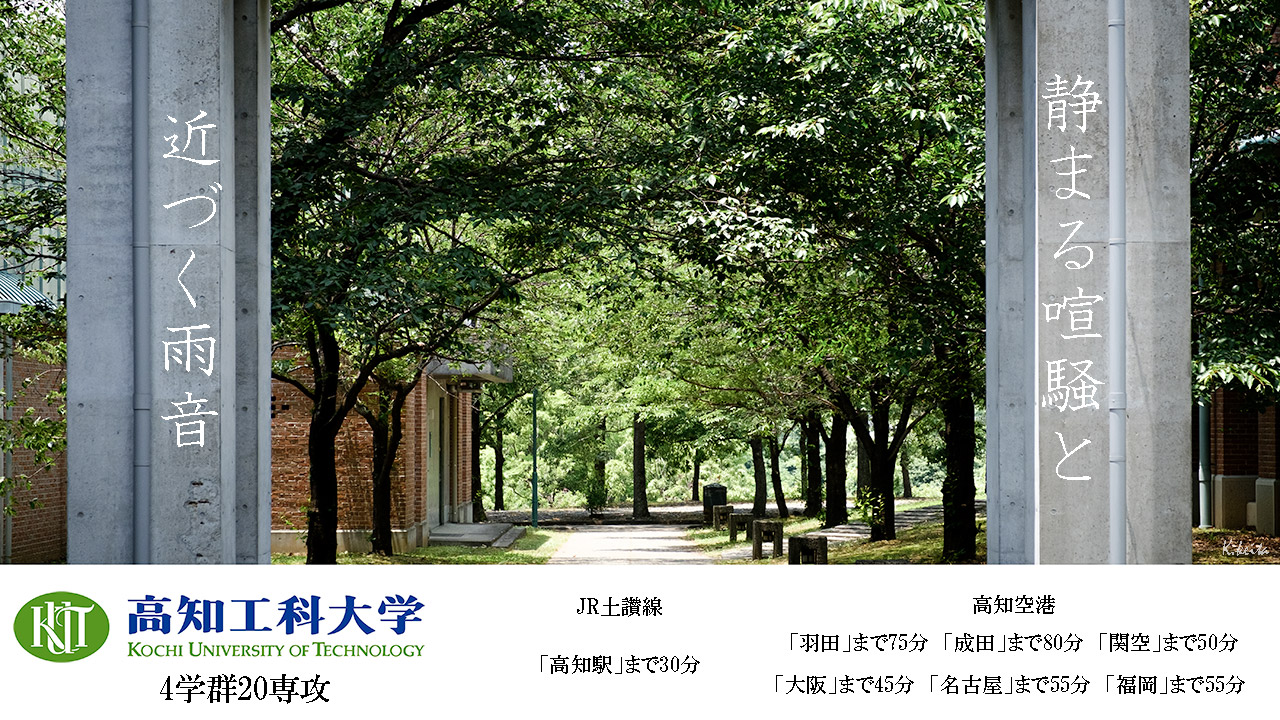 静まる喧騒と
近づく雨音
K.keita
KUT
高知工科大学
KOCHI UNIVERSITY OF TECHNOLOGY
4学群20専攻
JR土讃線
「高知駅」まで30分
高知空港
「羽田」まで75分 「成田」まで80分 「関空」まで50分
「大阪」まで45分 「名古屋」まで55分 「福岡」まで55分